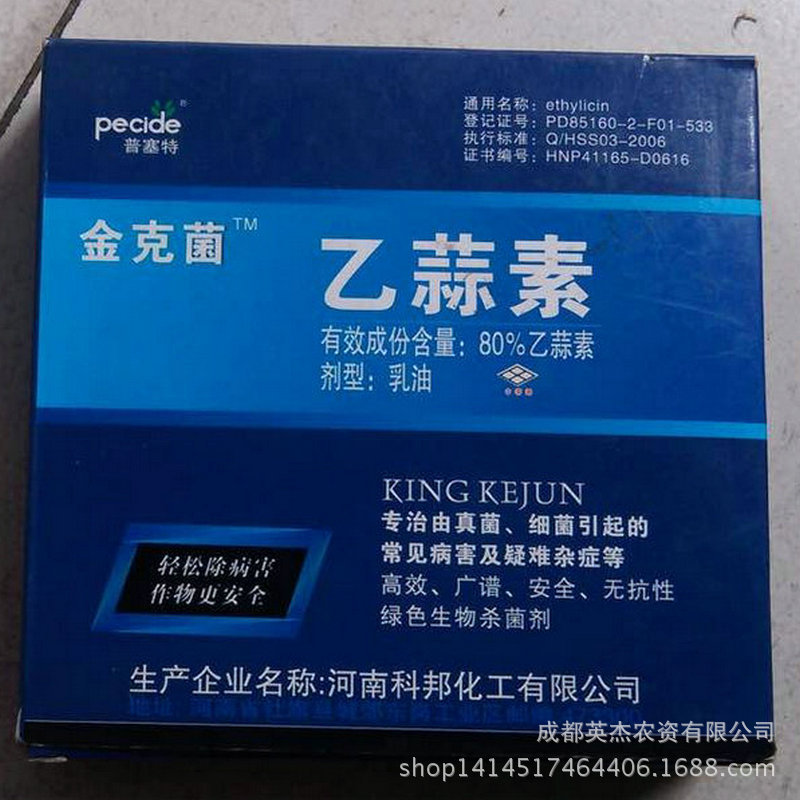 pecide
普塞特
通用名称：ethylicin
登记证号：PD85160-2-F01-533
执行标准：Q/HSS03-2006
证书编号：HNP41165-D0616
金克菌™
乙蒜素
有效成份含量：80%乙蒜素
剂型：乳油
KING KEJUN
专治由真菌、细菌引起的
常见病害及疑难杂症等
高效、广谱、安全、无抗性
绿色生物杀菌剂
轻松除病害
作物更安全
生产企业名称:河南科邦化工有限公司
成都英杰农资有限公司
shop1414517464406.1688.com